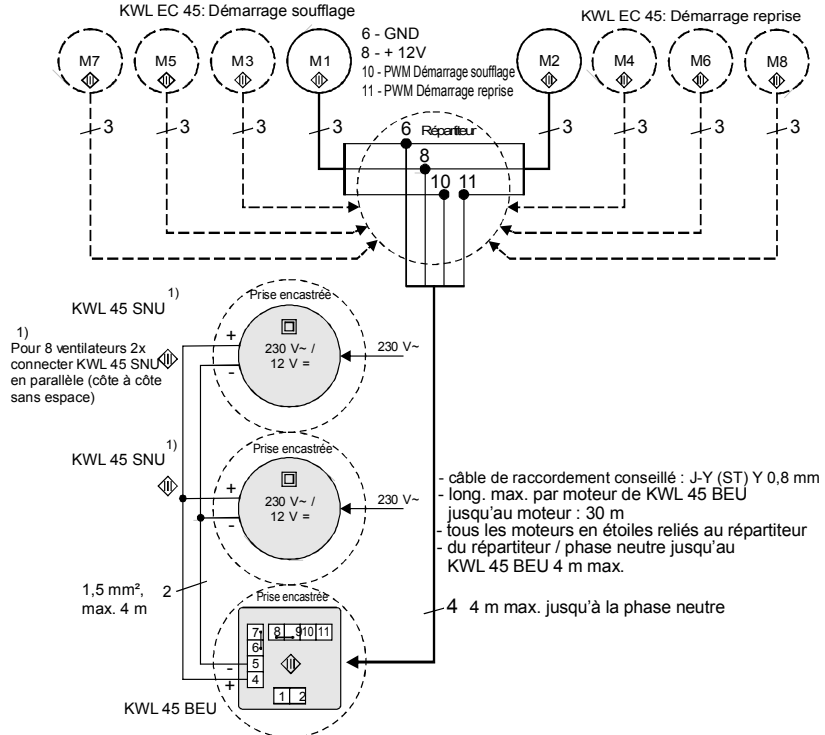 KWL EC 45: Démarrage soufflage
KWL EC 45: Démarrage reprise
M7
M5
M3
M1
M2
M4
M6
M8
6 - GND
8 - + 12V
10 - PWM Démarrage soufflage
11 - PWM Démarrage reprise
3
3
3
3
3
3
3
3
6
Répartiteur
8
10
11
KWL 45 SNU 1)
Prise encastrée
+
-
230 V~ /
12 V =
230 V~
1)
Pour 8 ventilateurs 2x
connecter KWL 45 SNU
en parallèle (côte à côte
sans espace)
KWL 45 SNU 1)
Prise encastrée
+
-
230 V~ /
12 V =
230 V~
- câble de raccordement conseillé : J-Y (ST) Y 0,8 mm
- long. max. par moteur de KWL 45 BEU
jusqu'au moteur : 30 m
- tous les moteurs en étoiles reliés au répartiteur
- du répartiteur / phase neutre jusqu'au
KWL 45 BEU 4 m max.
1,5 mm²,
max. 4 m
2
4 4 m max. jusqu'à la phase neutre
Prise encastrée
7
8
9
10
11
6
5
4
-
+
1
2
KWL 45 BEU